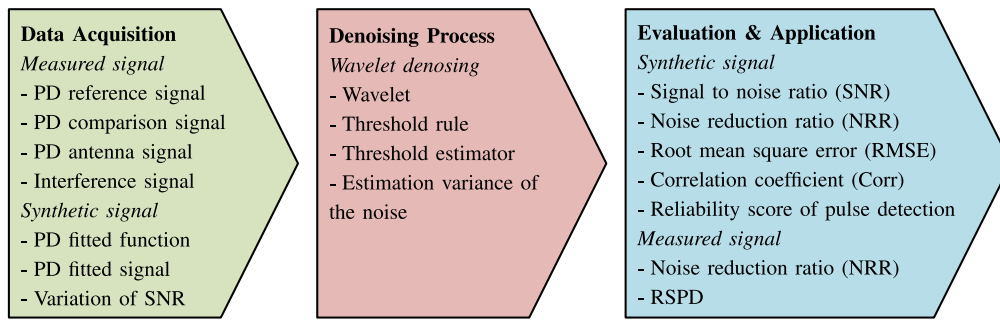 Data Acquisition
Measured signal
- PD reference signal
- PD comparison signal
- PD antenna signal
- Interference signal
Synthetic signal
- PD fitted function
- PD fitted signal
- Variation of SNR
Denoising Process
Wavelet denosing
- Wavelet
- Threshold rule
- Threshold estimator
- Estimation variance of
the noise
Evaluation & Application
Synthetic signal
- Signal to noise ratio (SNR)
- Noise reduction ratio (NRR)
- Root mean square error (RMSE)
- Correlation coefficient (Corr)
- Reliability score of pulse detection
Measured signal
- Noise reduction ratio (NRR)
- RSPD